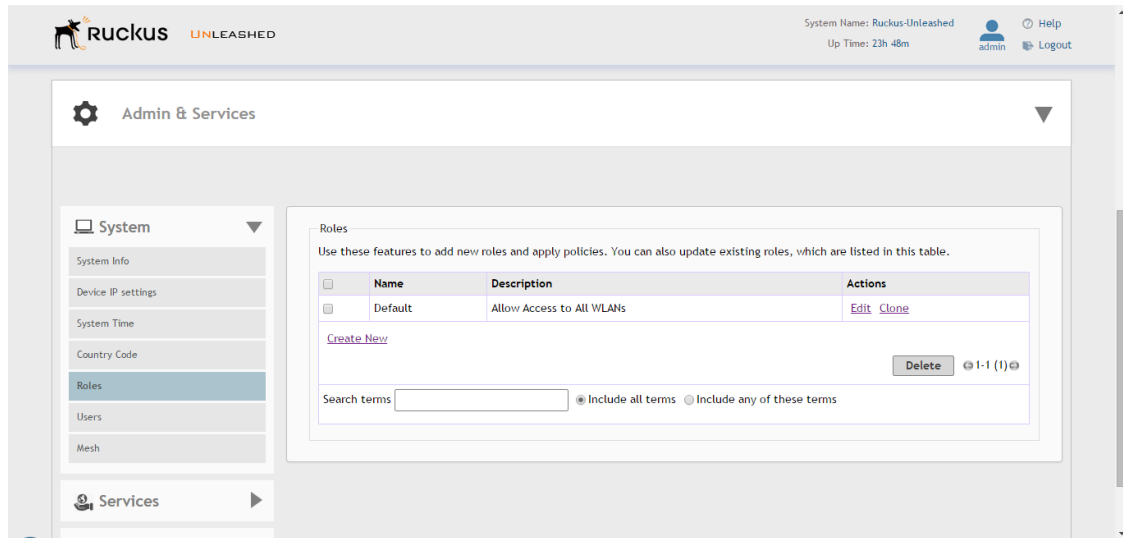 Ruckus UNLEASHED
System Name: Ruckus-Unleashed
Up Time: 23h 48m
admin
Help
Logout
Admin & Services
System
System Info
Device IP settings
System Time
Country Code
Roles
Users
Mesh
Services
Roles
Use these features to add new roles and apply policies. You can also update existing roles, which are listed in this table.
Name Description Actions
Default Allow Access to All WLANs Edit Clone
Create New
Delete 1-1 (1)
Search terms Include all terms Include any of these terms